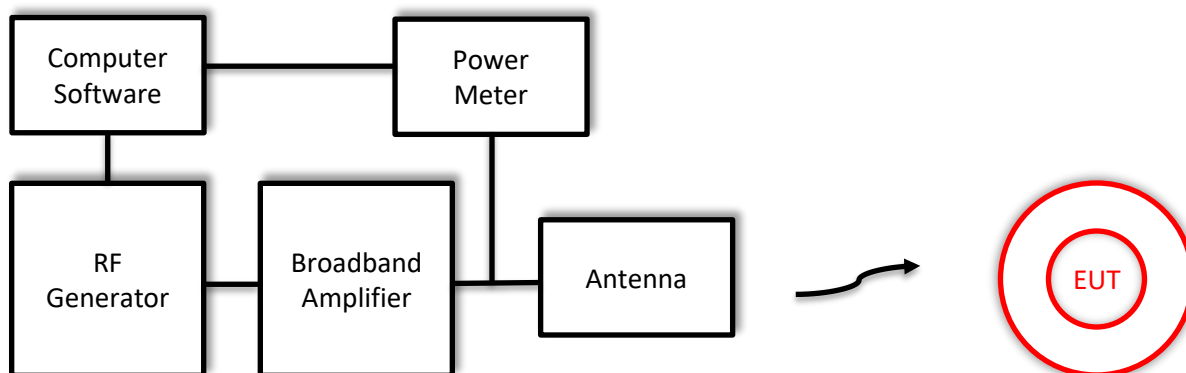 Computer
Software
Power
Meter
RF
Generator
Broadband
Amplifier
Antenna
EUT